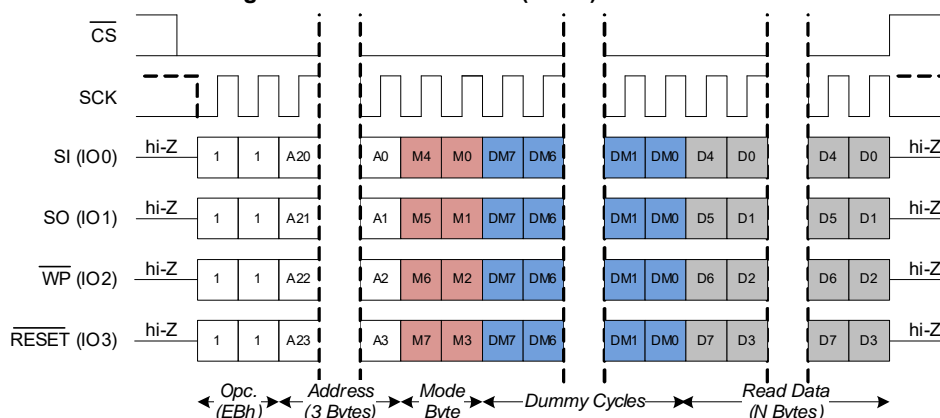 CS
SCK
hi-Z hi-Z
SI (IO0) 1 1 A20 A0 M4 M0 DM7 DM6 DM1 DM0 D4 D0 D4 D0
hi-Z hi-Z
SO (IO1) 1 1 A21 A1 M5 M1 DM7 DM6 DM1 DM0 D5 D1 D5 D1
hi-Z hi-Z
WP (IO2) 1 1 A22 A2 M6 M2 DM7 DM6 DM1 DM0 D6 D2 D6 D2
hi-Z hi-Z
RESET (IO3) 1 1 A23 A3 M7 M3 DM7 DM6 DM1 DM0 D7 D3 D7 D3
Opc. Address Mode Dummy Cycles Read Data
(EBh) (3 Bytes) Byte (N Bytes)